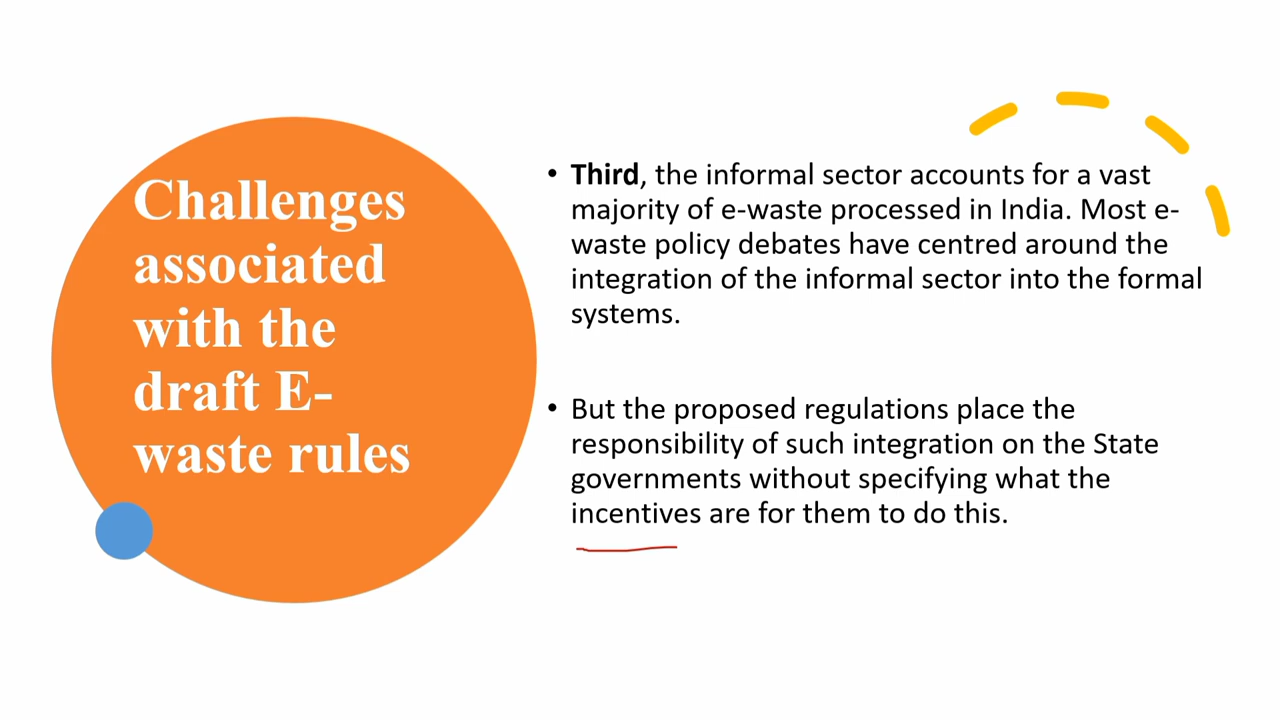 Challenges
associated
with the
draft E-
waste rules
• Third, the informal sector accounts for a vast
majority of e-waste processed in India. Most e-
waste policy debates have centred around the
integration of the informal sector into the formal
systems.
• But the proposed regulations place the
responsibility of such integration on the State
governments without specifying what the
incentives are for them to do this.